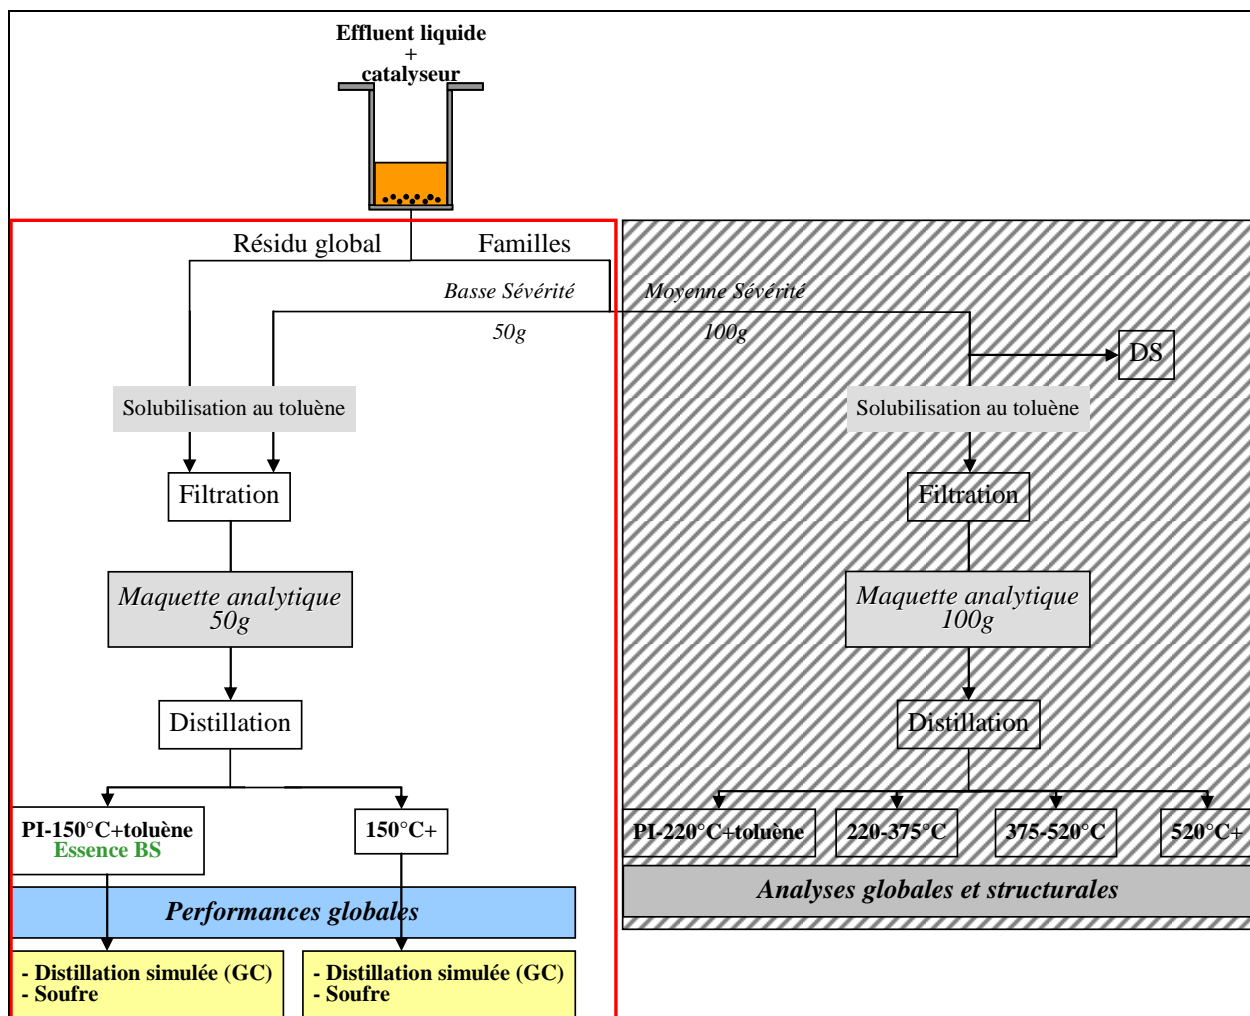 Effluent liquide
+
catalyseur
Résidu global
Familles
Basse Sévérité
Moyenne Sévérité
50g
100g
DS
Solubilisation au toluène
Solubilisation au toluène
Filtration
Filtration
Maquette analytique
50g
Maquette analytique
100g
Distillation
Distillation
PI-150°C+toluène
Essence BS
150°C+
PI-220°C+toluène
220-375°C
375-520°C
520°C+
Performances globales
Analyses globales et structurales
- Distillation simulée (GC)
- Soufre
- Distillation simulée (GC)
- Soufre